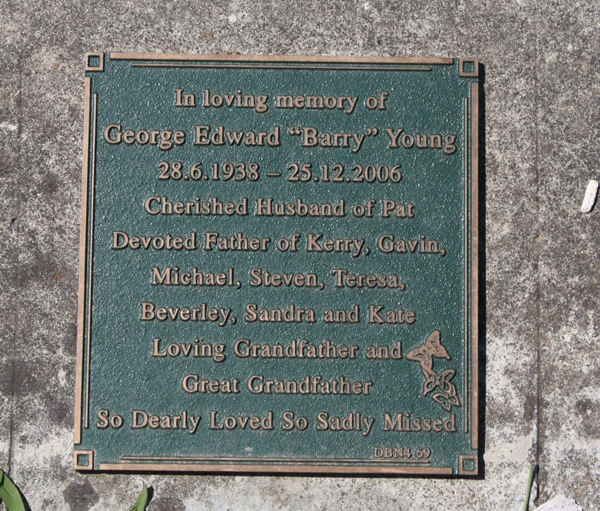 In loving memory of
George Edward “Barry” Young
28.6.1938 – 25.12.2006
Cherished Husband of Pat
Devoted Father of Kerry, Gavin,
Michael, Steven, Teresa,
Beverley, Sandra and Kate
Loving Grandfather and
Great Grandfather
So Dearly Loved So Sadly Missed
DBN4 69